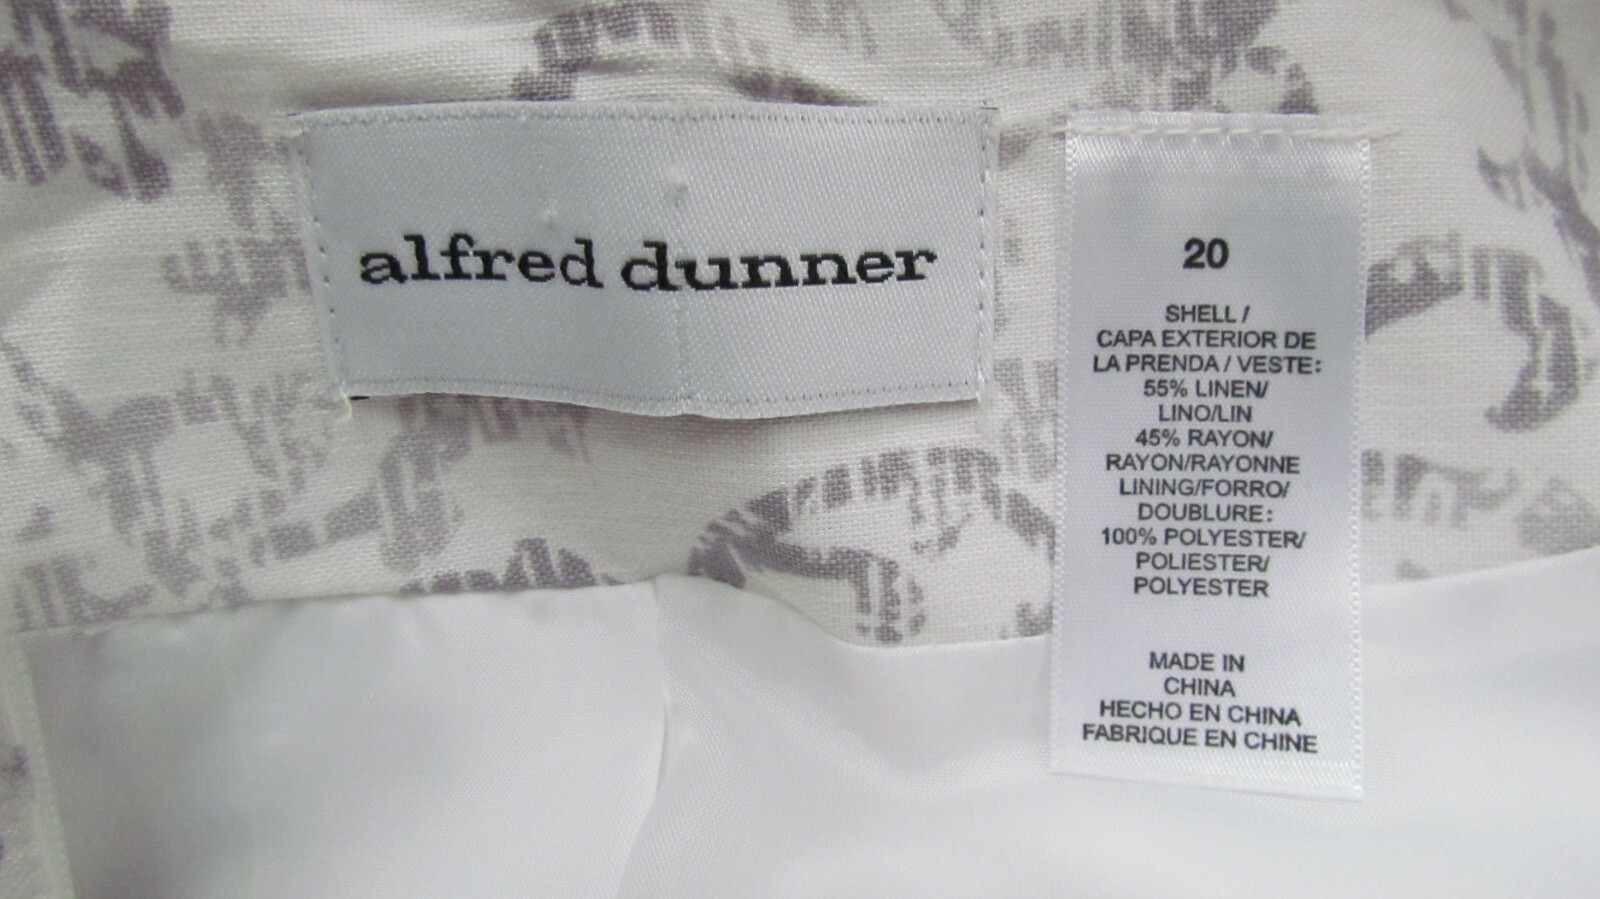 alfred dunner
20
SHELL /
CAPA EXTERIOR DE
LA PRENDA / VESTE:
55% LINEN/
LINO/LIN
45% RAYON/
RAYON/RAYONNE
LINING/FORRO/
DOUBLURE:
100% POLYESTER/
POLIESTER/
POLYESTER
MADE IN
CHINA
HECHO EN CHINA
FABRIQUE EN CHINE